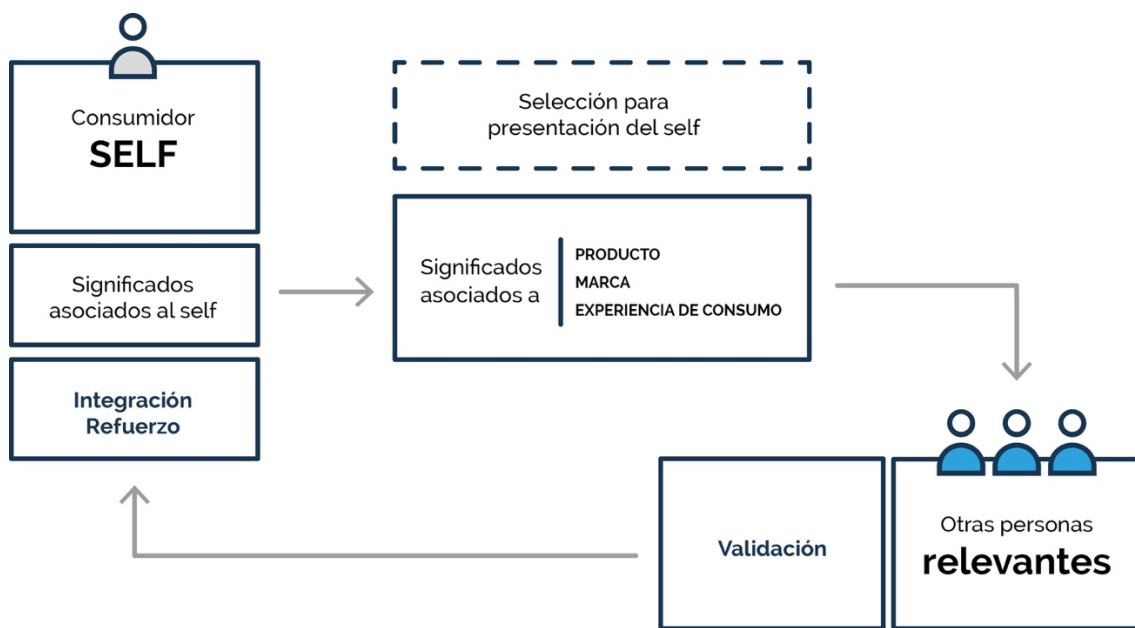 Consumidor
SELF
Significados
asociados al self
Integración
Refuerzo
Selección para
presentación del self
Significados
asociados a
PRODUCTO
MARCA
EXPERIENCIA DE CONSUMO
Otras personas
relevantes
Validación